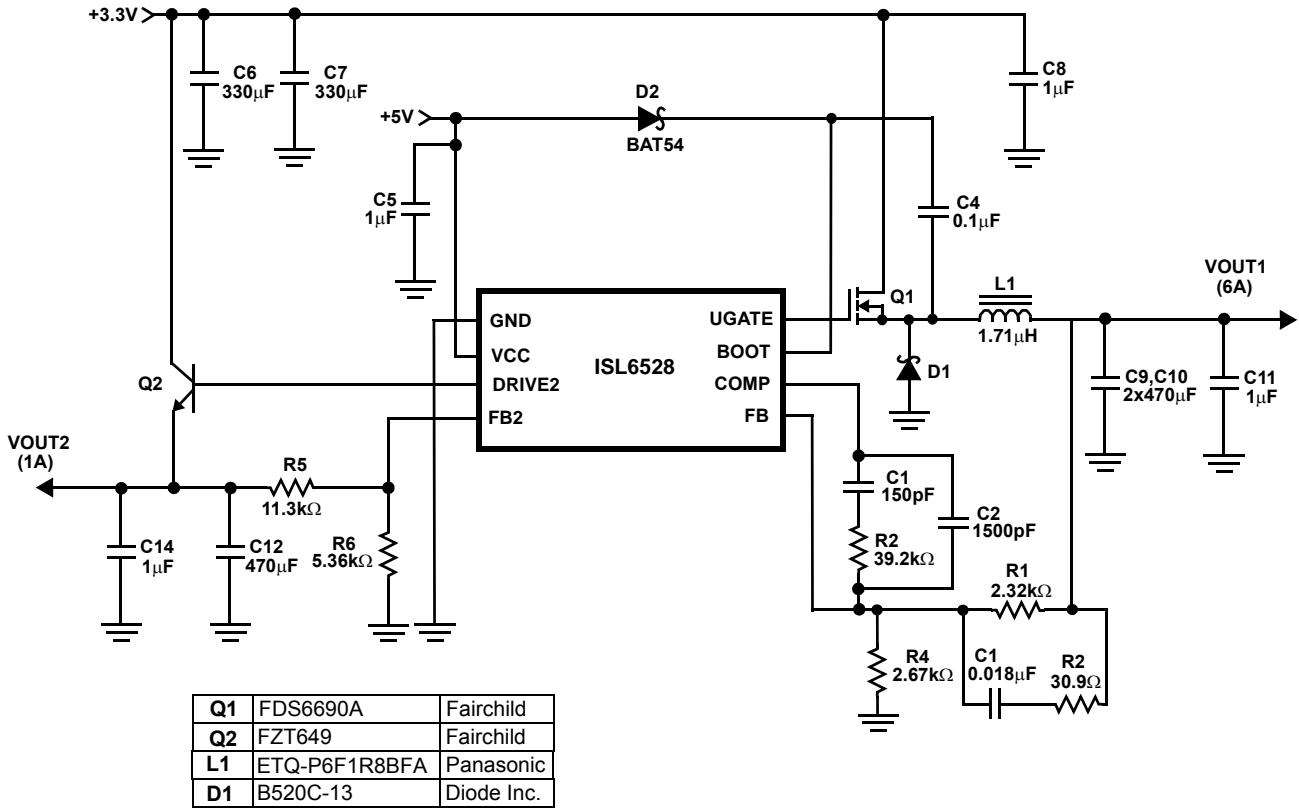 +3.3V
C6
330µF
C7
330µF
C8
1µF
D2
+5V
BAT54
C5
1µF
C4
0.1µF
VOUT1
(6A)
L1
Q1
1.71µH
GND
UGATE
VCC
BOOT
ISL6528
DRIVE2
COMP
FB2
FB
Q2
D1
C9,C10
2x470µF
C11
1µF
VOUT2
(1A)
R5
11.3kΩ
C1
150pF
C2
1500pF
R2
39.2kΩ
C14
1µF
C12
470µF
R6
5.36kΩ
R1
2.32kΩ
R4
2.67kΩ
C1
0.018µF
R2
30.9Ω
Q1 FDS6690A Fairchild
Q2 FZT649 Fairchild
L1 ETQ-P6F1R8BFA Panasonic
D1 B520C-13 Diode Inc.